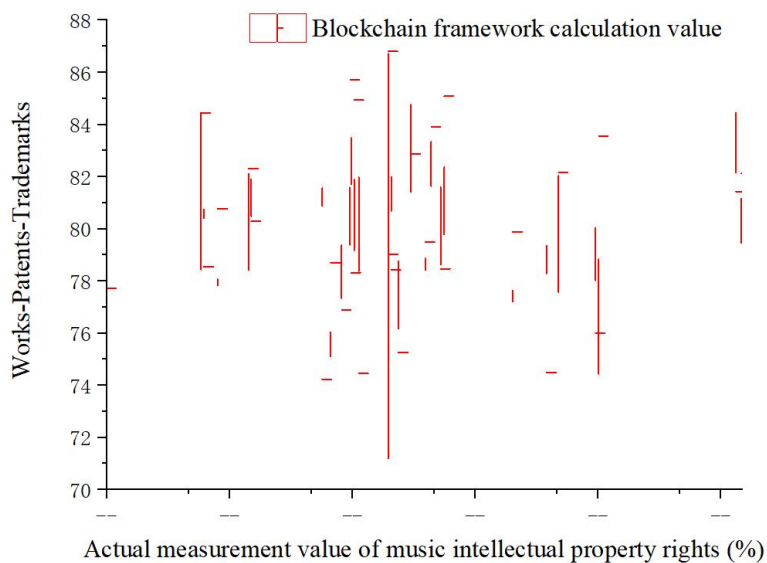 Blockchain framework calculation value
88
86
84
82
80
78
76
74
72
70
Works-Patents-Trademarks
-- -- -- -- -- --
Actual measurement value of music intellectual property rights (%)